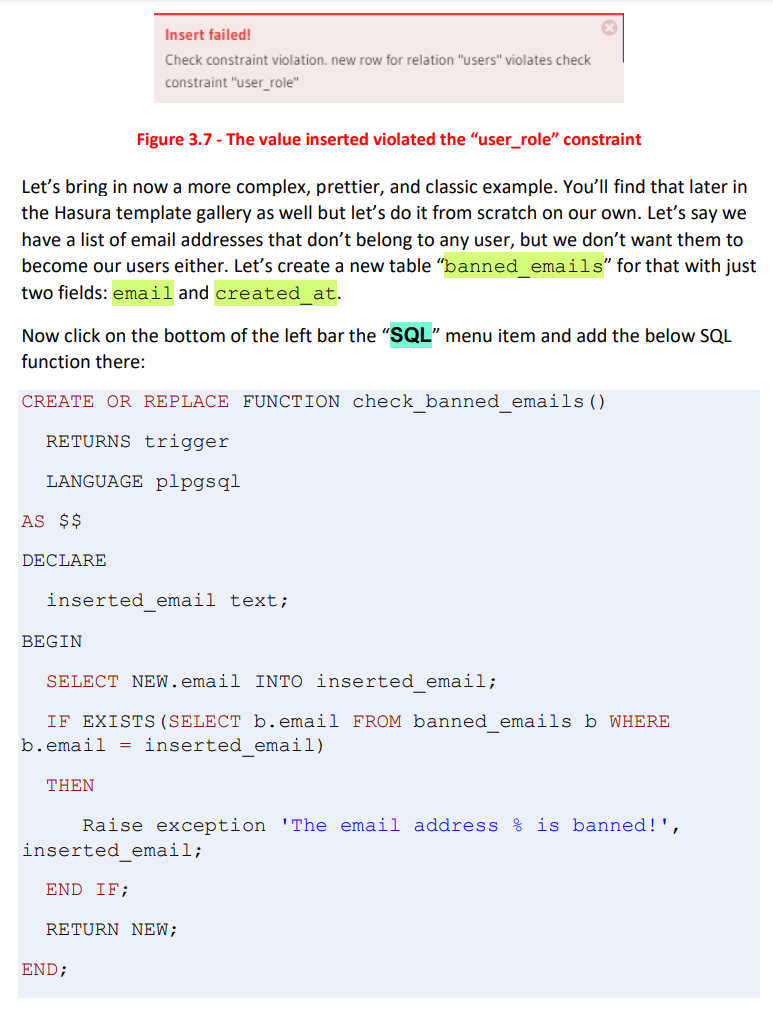 Insert failed!
Check constraint violation. new row for relation "users" violates check
constraint "user_role"
Figure 3.7 - The value inserted violated the “user_role” constraint
Let’s bring in now a more complex, prettier, and classic example. You’ll find that later in
the Hasura template gallery as well but let’s do it from scratch on our own. Let’s say we
have a list of email addresses that don’t belong to any user, but we don’t want them to
become our users either. Let’s create a new table “banned_emails” for that with just
two fields: email and created_at.
Now click on the bottom of the left bar the “SQL” menu item and add the below SQL
function there:
CREATE OR REPLACE FUNCTION check_banned_emails()
RETURNS trigger
LANGUAGE plpgsql
AS $$
DECLARE
inserted_email text;
BEGIN
SELECT NEW.email INTO inserted_email;
IF EXISTS(SELECT b.email FROM banned_emails b WHERE
b.email = inserted_email)
THEN
Raise exception 'The email address % is banned!',
inserted_email;
END IF;
RETURN NEW;
END;